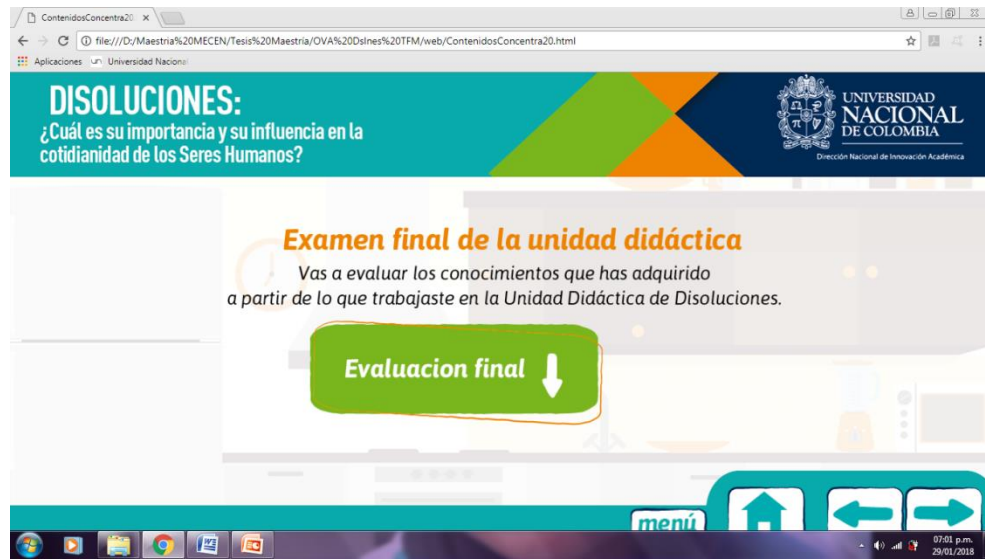 ContenidosConcentra20
file:///D:/Maestria%20MECEN/Tesis%20Maestria/OVA%20DsInes%20TFM/web/ContenidosConcentra20.html
Aplicaciones
Universidad Nacional
DISOLUCIONES:
¿Cuál es su importancia y su influencia en la
cotidianidad de los Seres Humanos?
UNIVERSIDAD
NACIONAL
DE COLOMBIA
Dirección Nacional de Innovación Académica
Examen final de la unidad didáctica
Vas a evaluar los conocimientos que has adquirido
a partir de lo que trabajaste en la Unidad Didáctica de Disoluciones.
Evaluacion final
menú
07:01 p.m.
29/01/2018